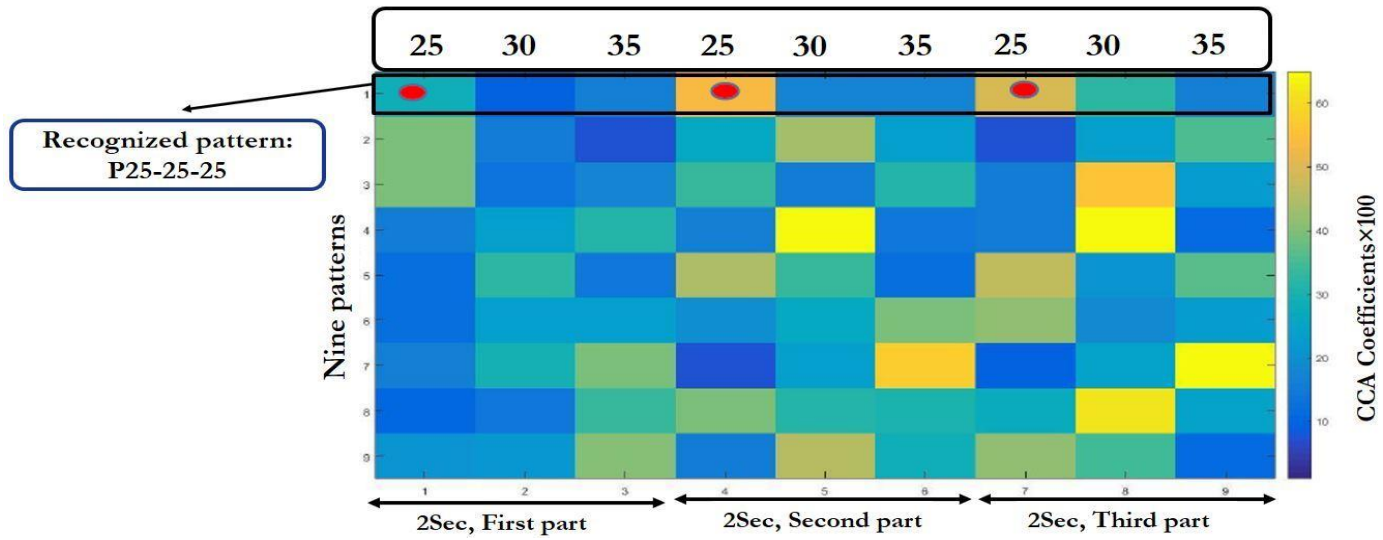 25 30 35 25 30 35 25 30 35
Recognized pattern:
P25-25-25
Nine patterns
1
2
3
4
5
6
7
8
9
1 2 3 4 5 6 7 8 9
2Sec, First part 2Sec, Second part 2Sec, Third part
60
50
40
30
20
10
CCA Coefficients×100